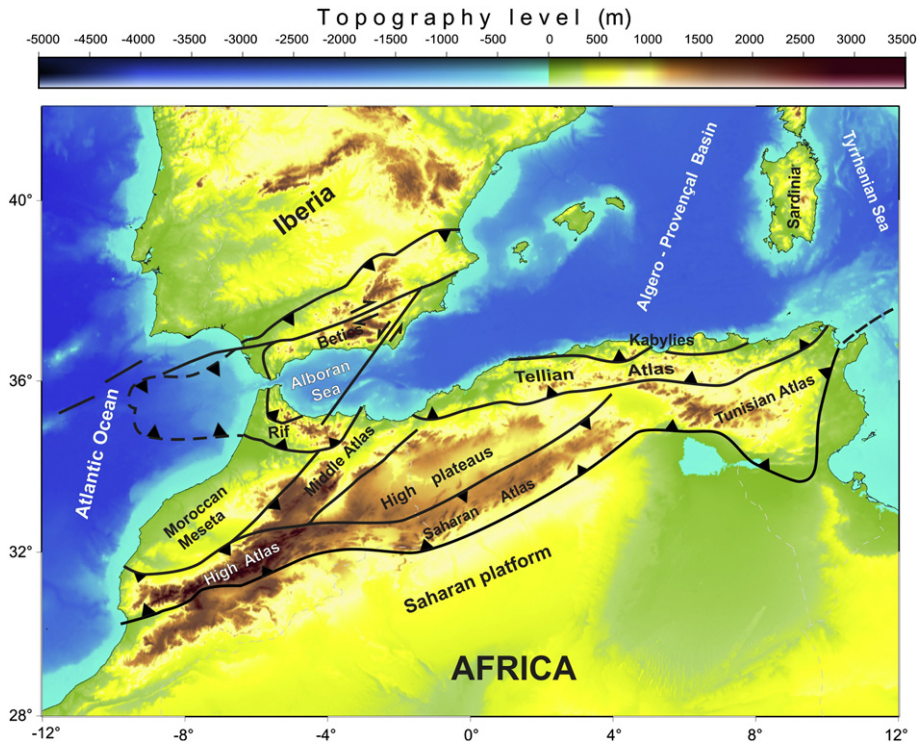 Topography level (m)
-5000 -4000 -3000 -2500 -2000 -1500 -1000 -500 0 500 1000 1500 2000 2500 2750 3500
Iberia
Algero - Provençal Basin
Sardinia
Tyrrhenian Sea
40°
Betics
Kabylies
Alboran
Sea
Tellian Atlas
36°
Tunisian Atlas
Atlantic Ocean
Rif
Middle Atlas
High plateaus
Moroccan
Meseta
Saharan Atlas
32°
High Atlas
Saharan platform
AFRICA
28°
-12° -8° -4° 0° 4° 8° 12°